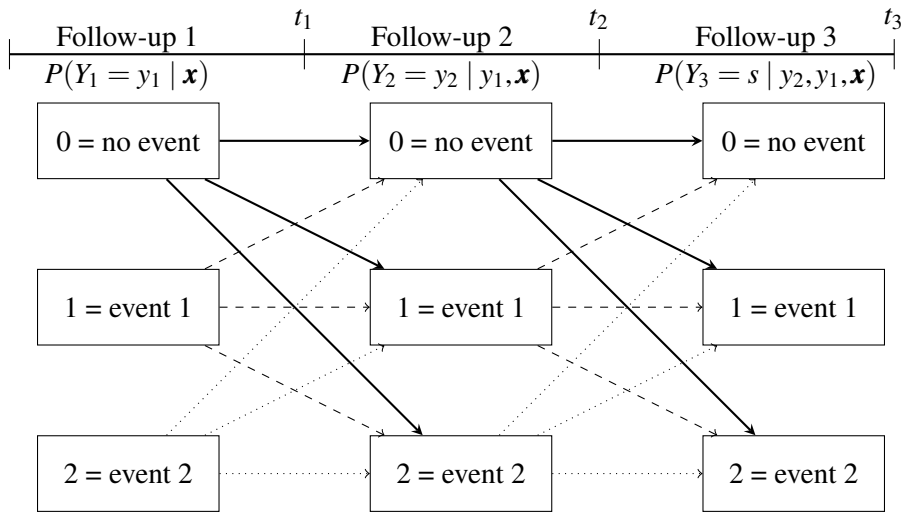 t₁ t₂ t₃
Follow-up 1 Follow-up 2 Follow-up 3
P(Y₁ = y₁ | x) P(Y₂ = y₂ | y₁, x) P(Y₃ = s | y₂, y₁, x)
0 = no event 0 = no event 0 = no event
1 = event 1 1 = event 1 1 = event 1
2 = event 2 2 = event 2 2 = event 2